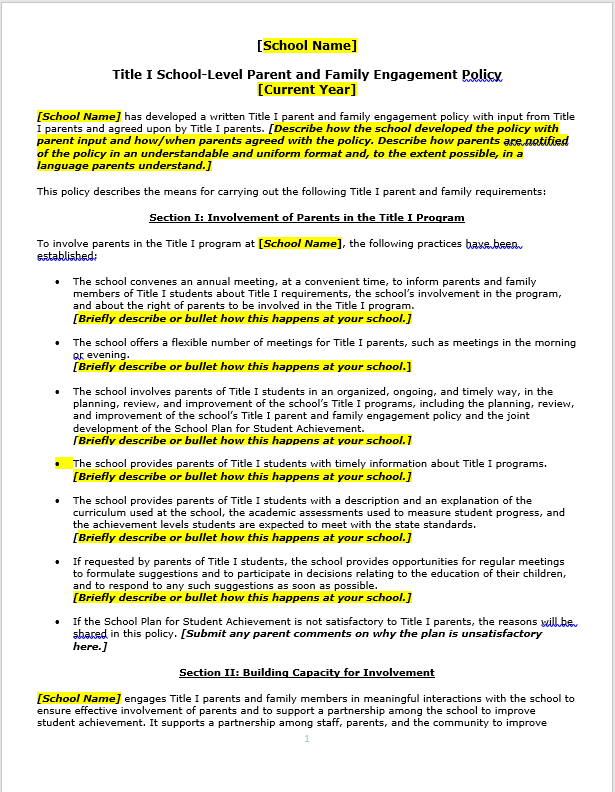 [School Name]
Title I School-Level Parent and Family Engagement Policy
[Current Year]
[School Name] has developed a written Title I parent and family engagement policy with input from Title
I parents and agreed upon by Title I parents. [Describe how the school developed the policy with
parent input and how/when parents agreed with the policy. Describe how parents are notified
of the policy in an understandable and uniform format and, to the extent possible, in a
language parents understand.]
This policy describes the means for carrying out the following Title I parent and family requirements:
Section I: Involvement of Parents in the Title I Program
To involve parents in the Title I program at [School Name], the following practices have been
established:
• The school convenes an annual meeting, at a convenient time, to inform parents and family
members of Title I students about Title I requirements, the school's involvement in the program,
and about the right of parents to be involved in the Title I program.
[Briefly describe or bullet how this happens at your school.]
• The school offers a flexible number of meetings for Title I parents, such as meetings in the morning
or evening.
[Briefly describe or bullet how this happens at your school.]
• The school involves parents of Title I students in an organized, ongoing, and timely way, in the
planning, review, and improvement of the school's Title I programs, including the planning, review,
and improvement of the school's Title I parent and family engagement policy and the joint
development of the School Plan for Student Achievement.
[Briefly describe or bullet how this happens at your school.]
• The school provides parents of Title I students with timely information about Title I programs.
[Briefly describe or bullet how this happens at your school.]
• The school provides parents of Title I students with a description and an explanation of the
curriculum used at the school, the academic assessments used to measure student progress, and
the achievement levels students are expected to meet with the state standards.
[Briefly describe or bullet how this happens at your school.]
• If requested by parents of Title I students, the school provides opportunities for regular meetings
to formulate suggestions and to participate in decisions relating to the education of their children,
and to respond to any such suggestions as soon as possible.
[Briefly describe or bullet how this happens at your school.]
• If the School Plan for Student Achievement is not satisfactory to Title I parents, the reasons will be
shared in this policy. [Submit any parent comments on why the plan is unsatisfactory
here.]
Section II: Building Capacity for Involvement
[School Name] engages Title I parents and family members in meaningful interactions with the school to
ensure effective involvement of parents and to support a partnership among the school to improve
student achievement. It supports a partnership among staff, parents, and the community to improve
1